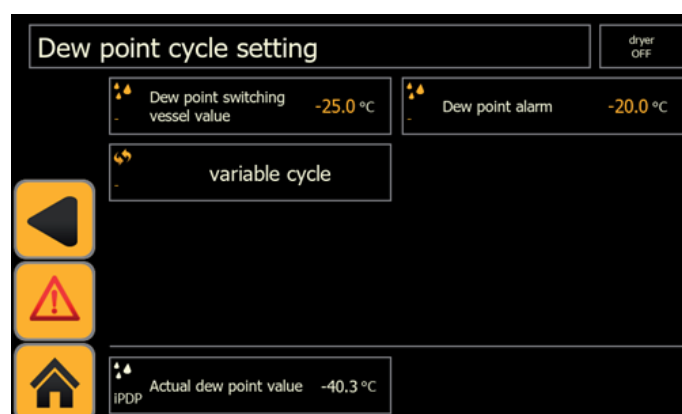 Dew point cycle setting
dryer
OFF
Dew point switching
vessel value
-25.0 °C
-
Dew point alarm
-20.0 °C
-
variable cycle
-
iPDP
Actual dew point value
-40.3 °C